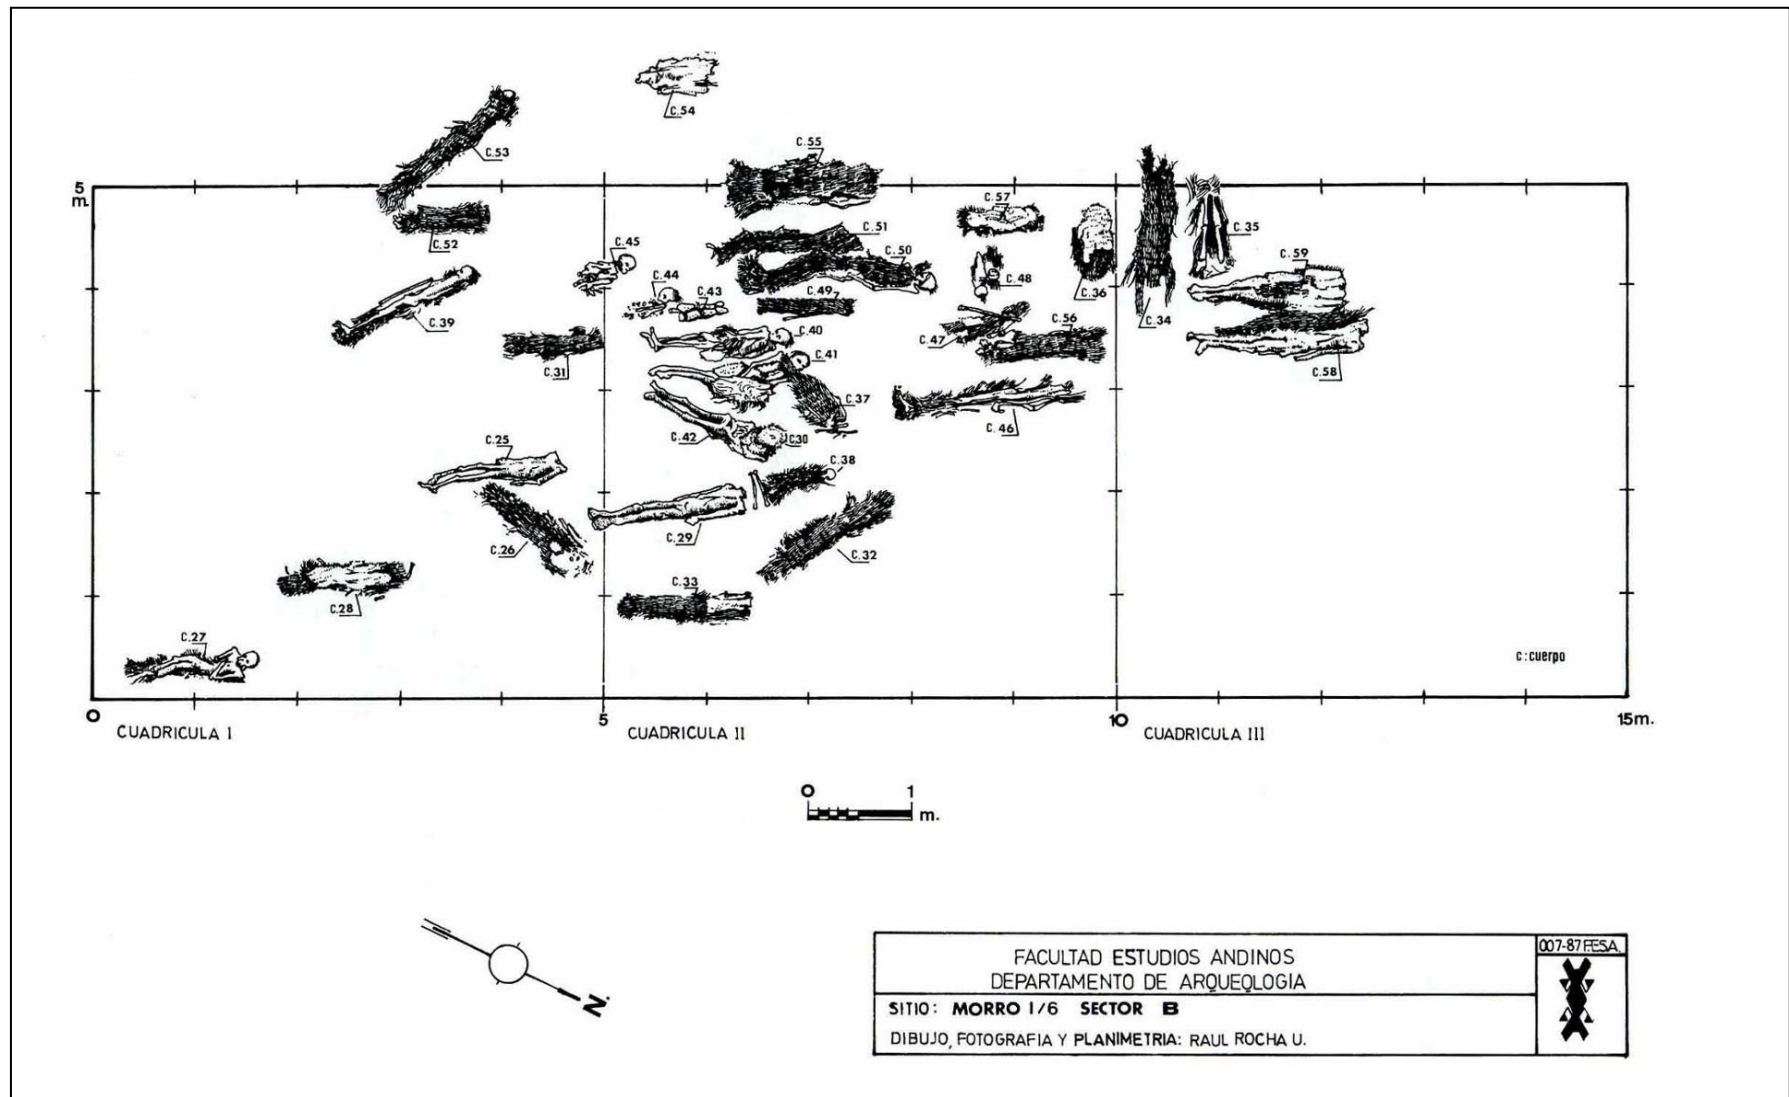 C.54
C.53
C.55
5
m.
C.57
C.52
C.51
C.35
C.45
C.50
C.59
C.44
C.48
C.43
C.49
C.36
C.34
C.39
C.40
C.56
C.47
C.41
C.31
C.58
C.37
C.46
C.25
C.42
C30
C.38
C.26
C.29
C.32
C.33
C.28
C.27
c:cuerpo
0
5
10
15m.
CUADRICULA I
CUADRICULA II
CUADRICULA III
0 1
m.
N.
FACULTAD ESTUDIOS ANDINOS
DEPARTAMENTO DE ARQUEOLOGIA
SITIO: MORRO 1/6 SECTOR B
DIBUJO, FOTOGRAFIA Y PLANIMETRIA: RAUL ROCHA U.
007-87 F.E.S.A.